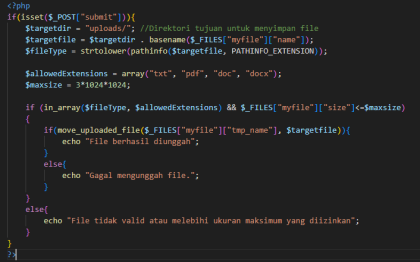 <?php
if(isset($_POST["submit"])){
$targetdir = "uploads/"; //Direktori tujuan untuk menyimpan file
$targetfile = $targetdir . basename($_FILES["myfile"]["name"]);
$fileType = strtolower(pathinfo($targetfile, PATHINFO_EXTENSION));
$allowedExtensions = array("txt", "pdf", "doc", "docx");
$maxsize = 3*1024*1024;
if (in_array($fileType, $allowedExtensions) && $_FILES["myfile"]["size"]<=$maxsize)
{
if(move_uploaded_file($_FILES["myfile"]["tmp_name"], $targetfile)){
echo "File berhasil diunggah";
}
else{
echo "Gagal mengunggah file.";
}
}
else{
echo "File tidak valid atau melebihi ukuran maksimum yang diizinkan";
}
}
?>